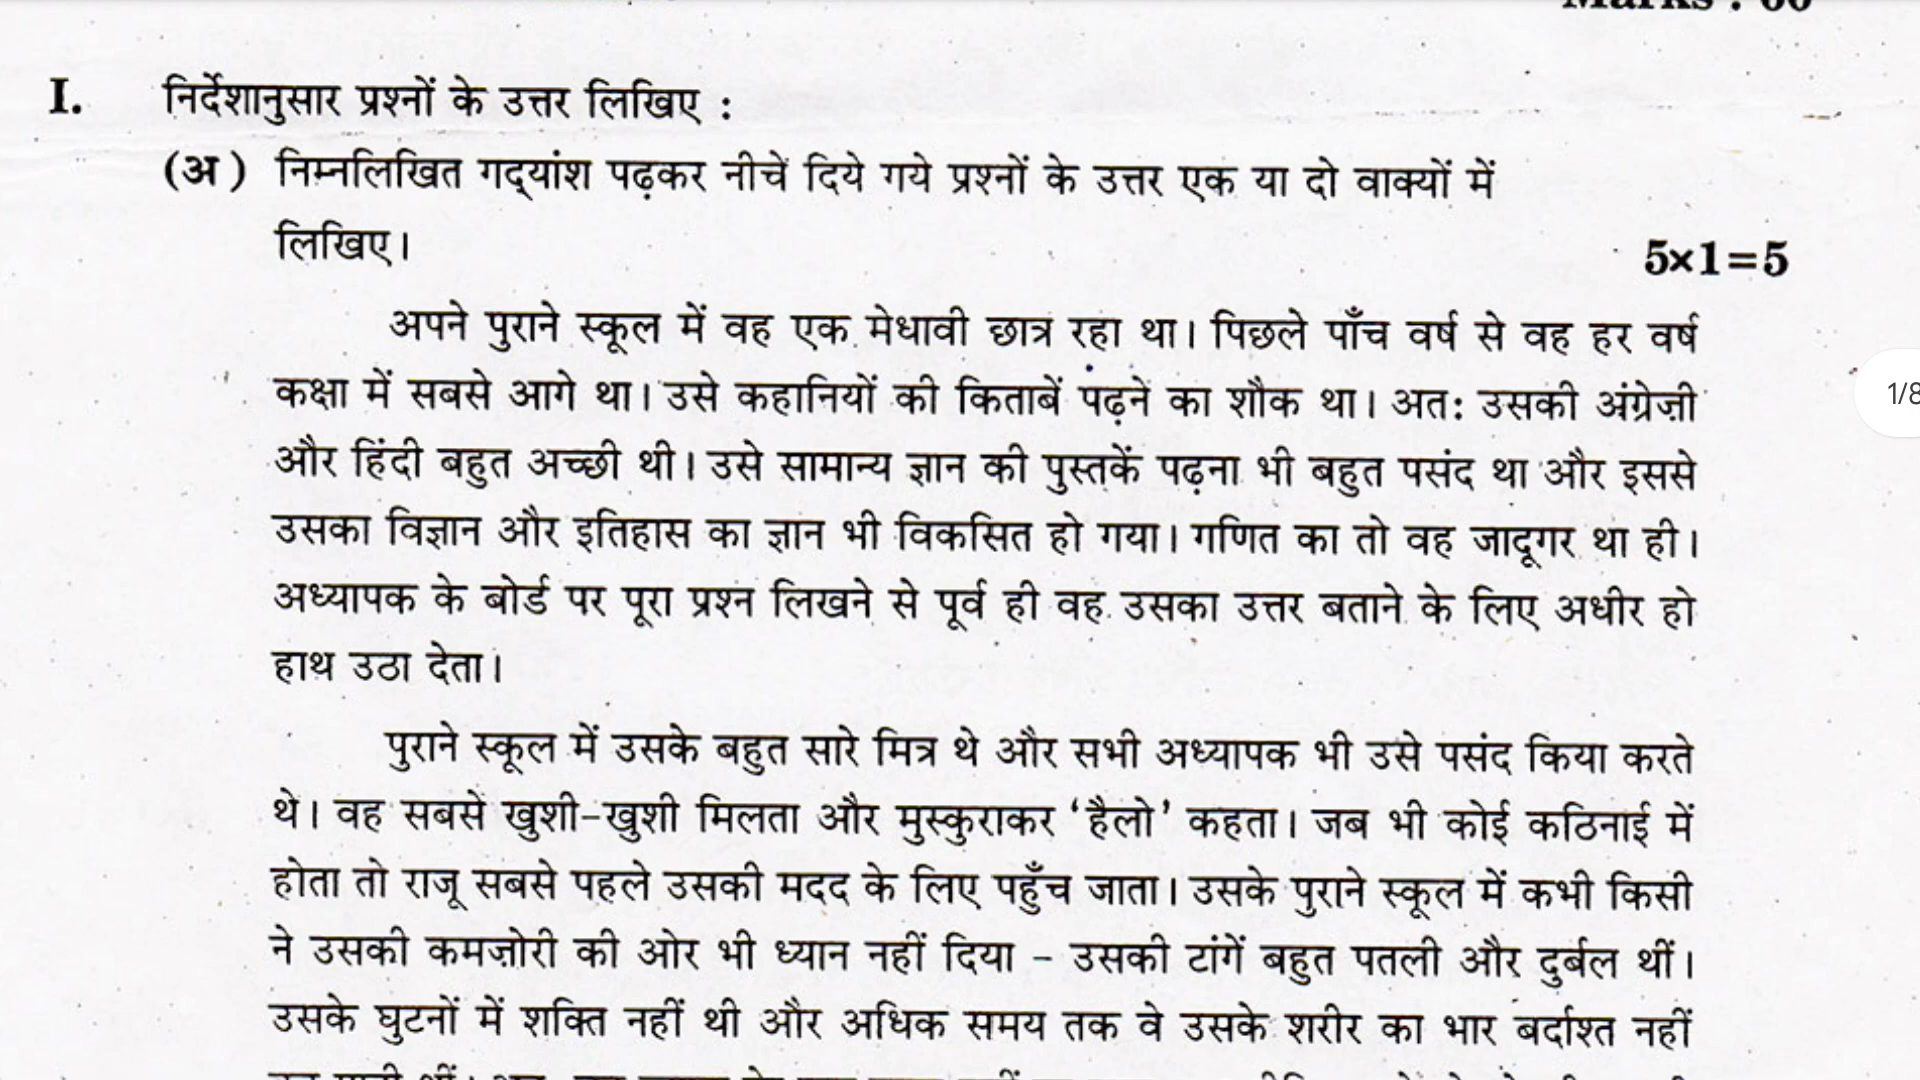 I. निर्देशानुसार प्रश्नों के उत्तर लिखिए :
(अ) निम्नलिखित गद्‌यांश पढ़कर नीचे दिये गये प्रश्नों के उत्तर एक या दो वाक्यों में
लिखिए।
5×1=5
अपने पुराने स्कूल में वह एक मेधावी छात्र रहा था। पिछले पाँच वर्ष से वह हर वर्ष
कक्षा में सबसे आगे था। उसे कहानियों की किताबें पढ़ने का शौक था। अतः उसकी अंग्रेज़ी
1/8
और हिंदी बहुत अच्छी थी। उसे सामान्य ज्ञान की पुस्तकें पढ़ना भी बहुत पसंद था और इससे
उसका विज्ञान और इतिहास का ज्ञान भी विकसित हो गया। गणित का तो वह जादूगर था ही।
अध्यापक के बोर्ड पर पूरा प्रश्न लिखने से पूर्व ही वह उसका उत्तर बताने के लिए अधीर हो
हाथ उठा देता।
पुराने स्कूल में उसके बहुत सारे मित्र थे और सभी अध्यापक भी उसे पसंद किया करते
थे। वह सबसे खुशी-खुशी मिलता और मुस्कुराकर ‘हैलो’ कहता। जब भी कोई कठिनाई में
होता तो राजू सबसे पहले उसकी मदद के लिए पहुँच जाता। उसके पुराने स्कूल में कभी किसी
ने उसकी कमज़ोरी की ओर भी ध्यान नहीं दिया - उसकी टांगें बहुत पतली और दुर्बल थीं।
उसके घुटनों में शक्ति नहीं थी और अधिक समय तक वे उसके शरीर का भार बर्दाश्त नहीं